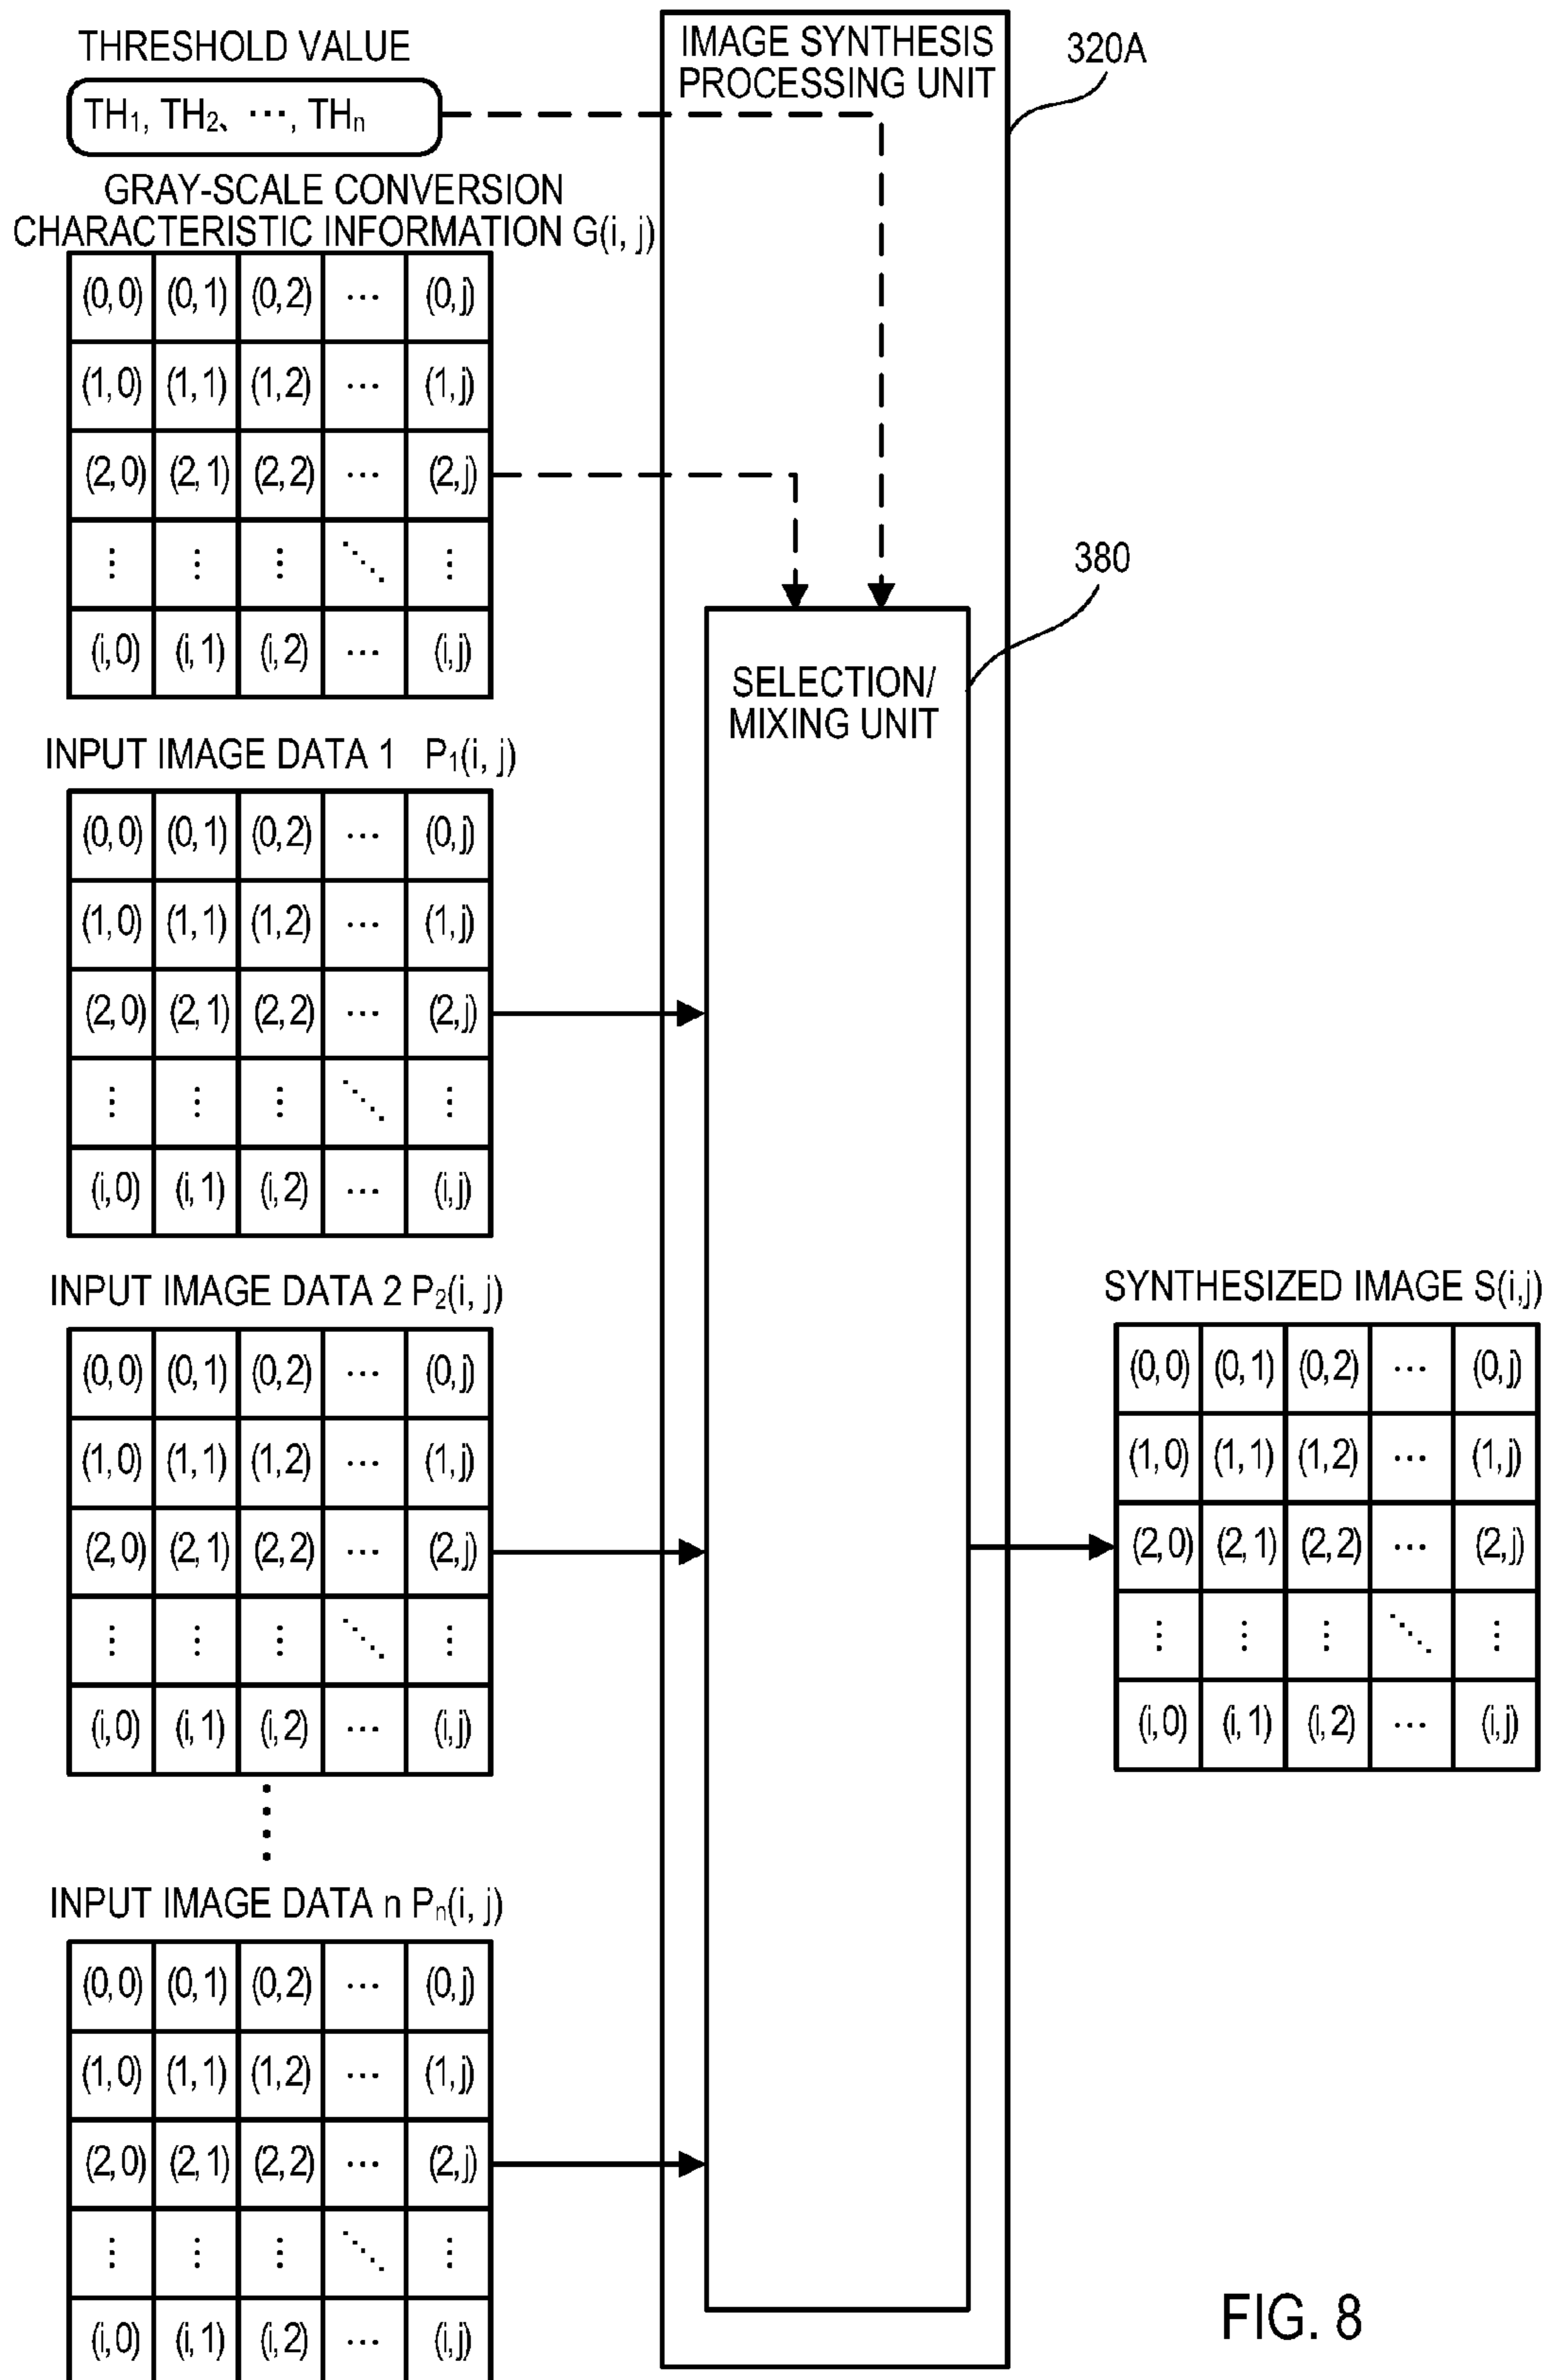 THRESHOLD VALUE
TH₁, TH₂、 ⋯, THₙ
GRAY-SCALE CONVERSION
CHARACTERISTIC INFORMATION G(i, j)
(0,0) (0,1) (0,2) ⋯ (0,j)
(1,0) (1,1) (1,2) ⋯ (1,j)
(2,0) (2,1) (2,2) ⋯ (2,j)
⋮ ⋮ ⋮ ⋱ ⋮
(i,0) (i,1) (i,2) ⋯ (i,j)
INPUT IMAGE DATA 1 P₁(i, j)
(0,0) (0,1) (0,2) ⋯ (0,j)
(1,0) (1,1) (1,2) ⋯ (1,j)
(2,0) (2,1) (2,2) ⋯ (2,j)
⋮ ⋮ ⋮ ⋱ ⋮
(i,0) (i,1) (i,2) ⋯ (i,j)
INPUT IMAGE DATA 2 P₂(i, j)
(0,0) (0,1) (0,2) ⋯ (0,j)
(1,0) (1,1) (1,2) ⋯ (1,j)
(2,0) (2,1) (2,2) ⋯ (2,j)
⋮ ⋮ ⋮ ⋱ ⋮
(i,0) (i,1) (i,2) ⋯ (i,j)
INPUT IMAGE DATA n Pₙ(i, j)
(0,0) (0,1) (0,2) ⋯ (0,j)
(1,0) (1,1) (1,2) ⋯ (1,j)
(2,0) (2,1) (2,2) ⋯ (2,j)
⋮ ⋮ ⋮ ⋱ ⋮
(i,0) (i,1) (i,2) ⋯ (i,j)
IMAGE SYNTHESIS
PROCESSING UNIT
320A
SELECTION/
MIXING UNIT
380
SYNTHESIZED IMAGE S(i,j)
(0,0) (0,1) (0,2) ⋯ (0,j)
(1,0) (1,1) (1,2) ⋯ (1,j)
(2,0) (2,1) (2,2) ⋯ (2,j)
⋮ ⋮ ⋮ ⋱ ⋮
(i,0) (i,1) (i,2) ⋯ (i,j)
FIG. 8